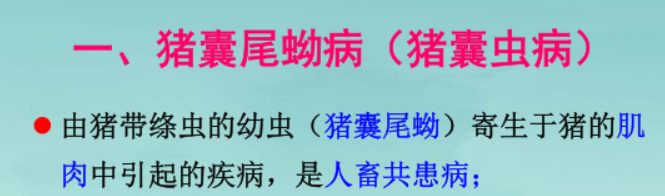 一、猪囊尾蚴病（猪囊虫病）
由猪带绦虫的幼虫（猪囊尾蚴）寄生于猪的肌
肉中引起的疾病，是人畜共患病；